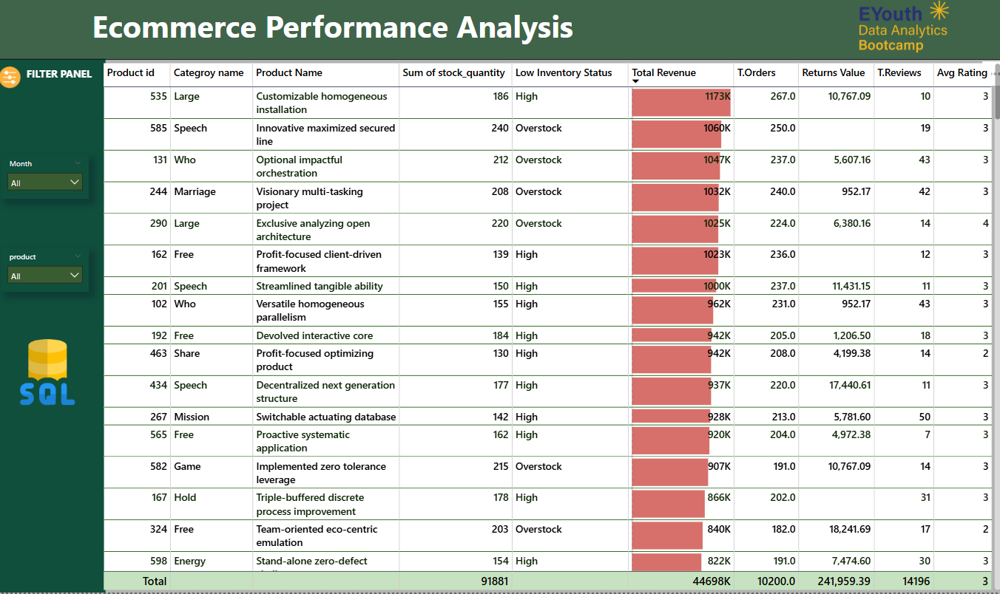 Ecommerce Performance Analysis
EYouth
Data Analytics
Bootcamp
FILTER PANEL
Month
All
product
All
SQL
Product id Categroy name Product Name Sum of stock_quantity Low Inventory Status Total Revenue T.Orders Returns Value T.Reviews Avg Rating
535 Large Customizable homogeneous installation 186 High 1173K 267.0 10,767.09 10 3
585 Speech Innovative maximized secured line 240 Overstock 1060K 250.0 19 3
131 Who Optional impactful orchestration 212 Overstock 1047K 237.0 5,607.16 43 3
244 Marriage Visionary multi-tasking project 208 Overstock 1032K 240.0 952.17 42 3
290 Large Exclusive analyzing open architecture 220 Overstock 1025K 224.0 6,380.16 14 4
162 Free Profit-focused client-driven framework 139 High 1023K 236.0 12 3
201 Speech Streamlined tangible ability 150 High 1000K 237.0 11,431.15 11 3
102 Who Versatile homogeneous parallelism 155 High 962K 231.0 952.17 43 3
192 Free Devolved interactive core 184 High 942K 205.0 1,206.50 18 3
463 Share Profit-focused optimizing product 130 High 942K 208.0 4,199.38 14 2
434 Speech Decentralized next generation structure 177 High 937K 220.0 17,440.61 11 3
267 Mission Switchable actuating database 142 High 928K 213.0 5,781.60 50 3
565 Free Proactive systematic application 162 High 920K 204.0 4,972.38 7 3
582 Game Implemented zero tolerance leverage 215 Overstock 907K 191.0 10,767.09 14 3
167 Hold Triple-buffered discrete process improvement 178 High 866K 202.0 31 3
324 Free Team-oriented eco-centric emulation 203 Overstock 840K 182.0 18,241.69 17 2
598 Energy Stand-alone zero-defect 154 High 822K 191.0 7,474.60 30 3
Total 91881 44698K 10200.0 241,959.39 14196 3